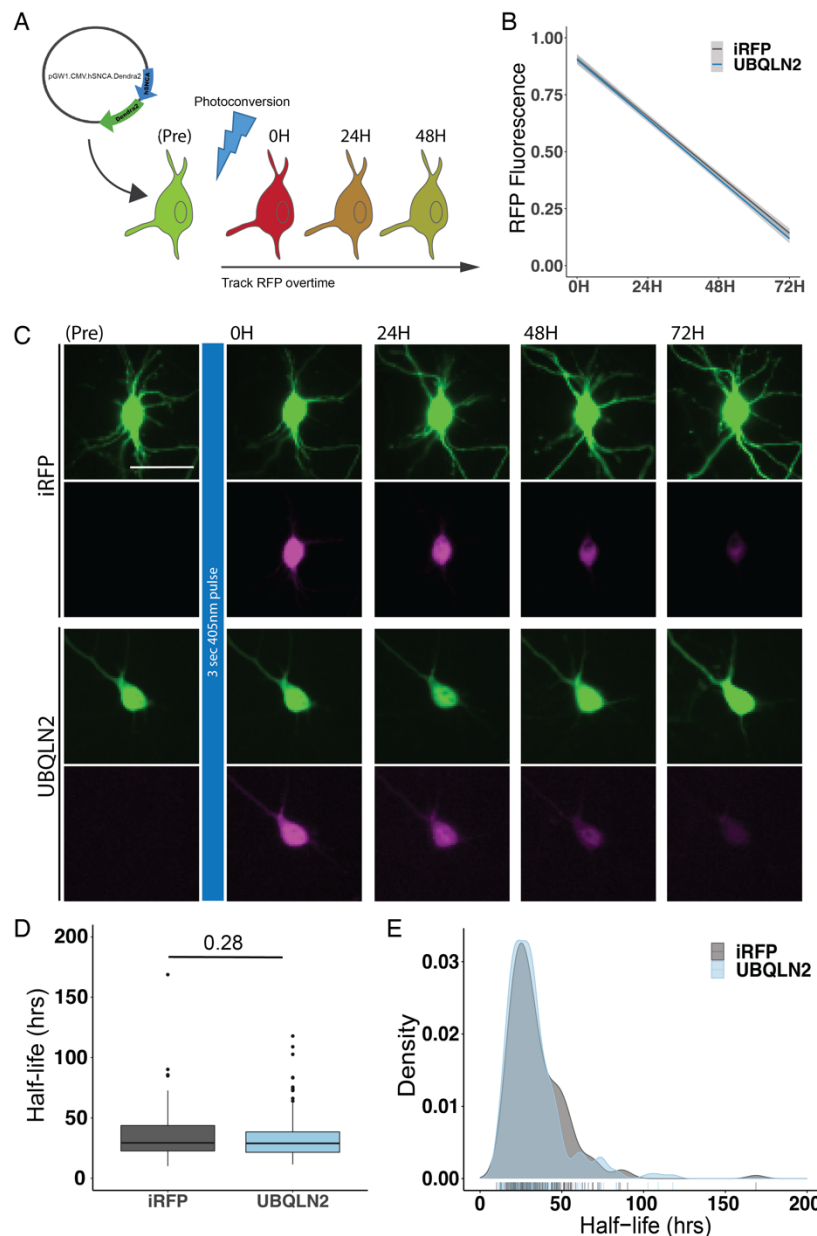 A
pGW1.CMV.hSNCA.Dendra2
hSNCA
Dendra2
Photoconversion
(Pre)
0H
24H
48H
Track RFP overtime
B
RFP Fluorescence
1.00
0.75
0.50
0.25
0.00
0H
24H
48H
72H
iRFP
UBQLN2
C
(Pre)
0H
24H
48H
72H
iRFP
UBQLN2
3 sec 405nm pulse
D
Half-life (hrs)
200
150
100
50
0
0.28
iRFP
UBQLN2
E
Density
0.03
0.02
0.01
0.00
iRFP
UBQLN2
0
50
100
150
200
Half-life (hrs)